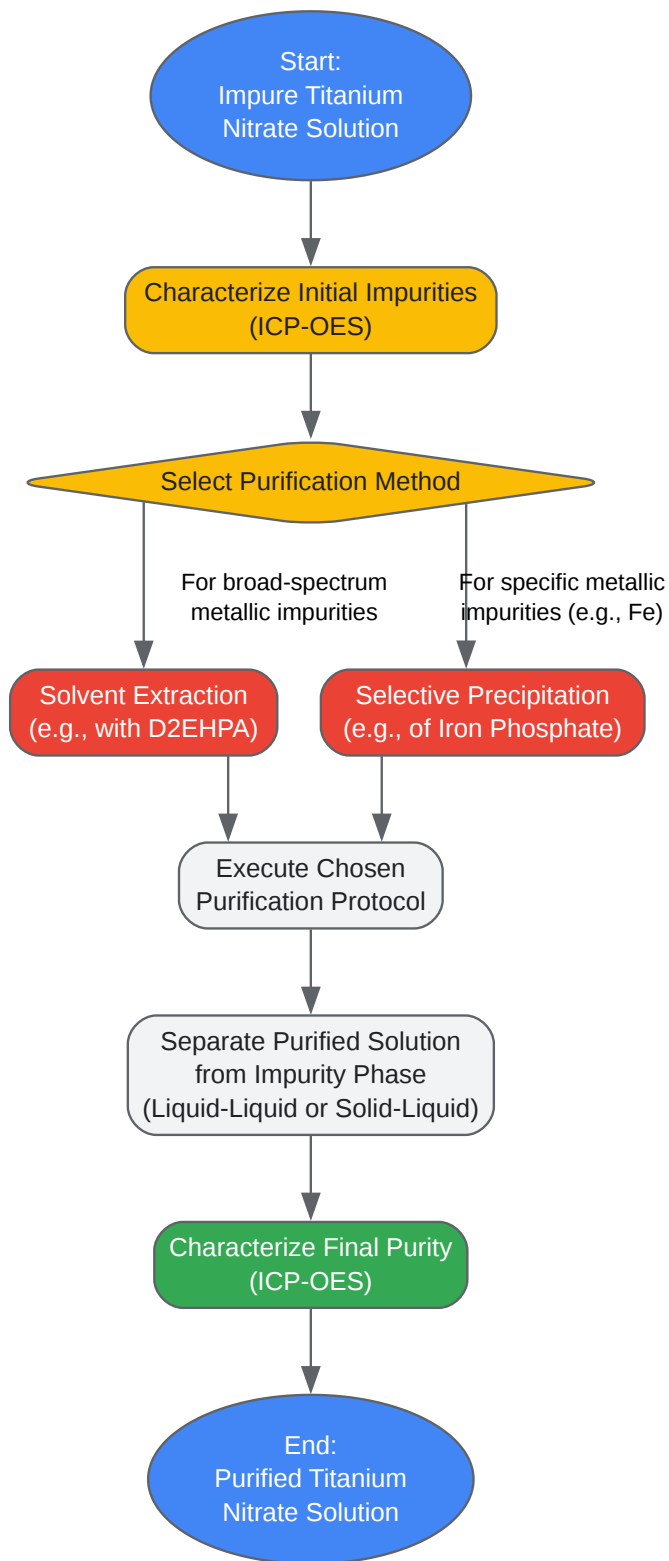 Start:
Impure Titanium
Nitrate Solution
Characterize Initial Impurities
(ICP-OES)
Select Purification Method
For broad-spectrum
metallic impurities
For specific metallic
impurities (e.g., Fe)
Solvent Extraction
(e.g., with D2EHPA)
Selective Precipitation
(e.g., of Iron Phosphate)
Execute Chosen
Purification Protocol
Separate Purified Solution
from Impurity Phase
(Liquid-Liquid or Solid-Liquid)
Characterize Final Purity
(ICP-OES)
End:
Purified Titanium
Nitrate Solution